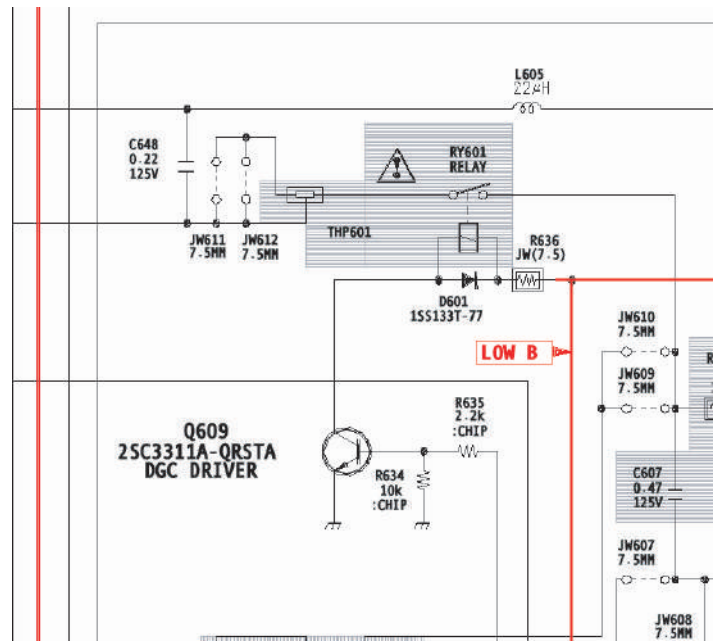 L605
22µH
C648
0.22
125V
RY601
RELAY
THP601
JW611
7.5MM
JW612
7.5MM
R636
JW(7.5)
D601
1SS133T-77
JW610
7.5MM
LOW B
JW609
7.5MM
R
R635
2.2k
:CHIP
Q609
2SC3311A-QRSTA
DGC DRIVER
R634
10k
:CHIP
C607
0.47
125V
JW607
7.5MM
JW608
7.5MM